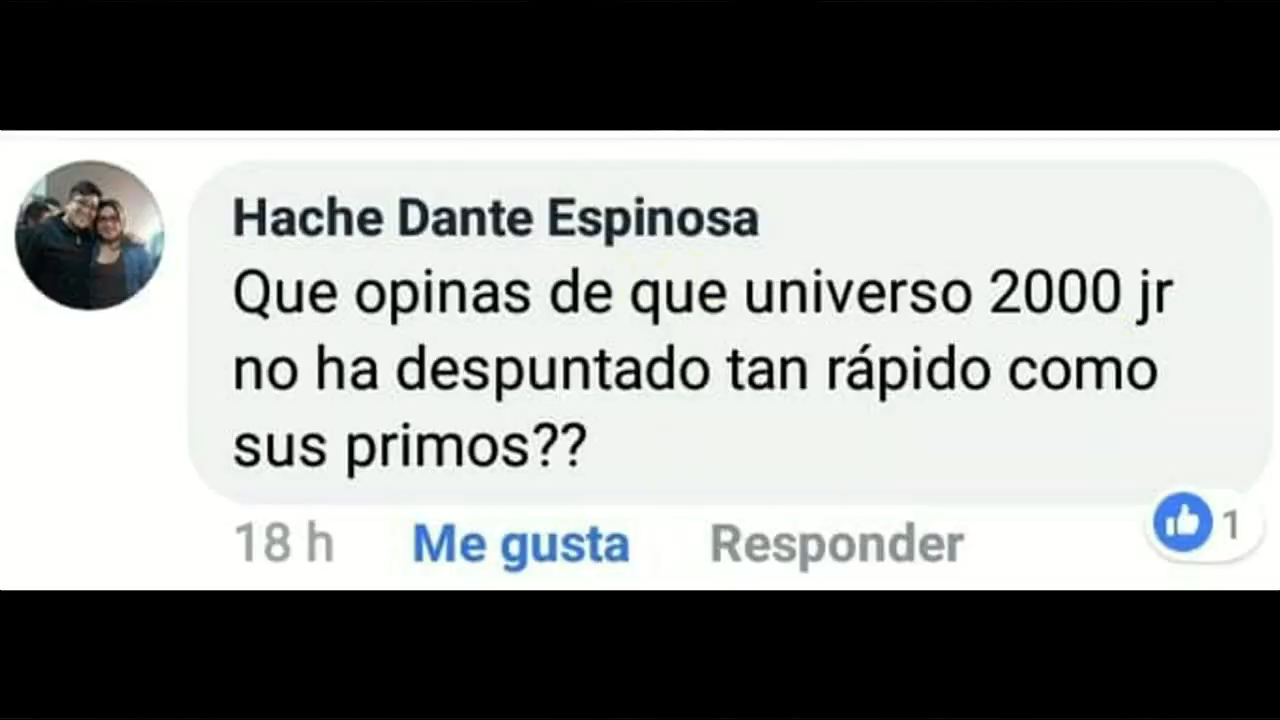 Hache Dante Espinosa
Que opinas de que universo 2000 jr
no ha despuntado tan rápido como
sus primos??
18 h Me gusta Responder 1